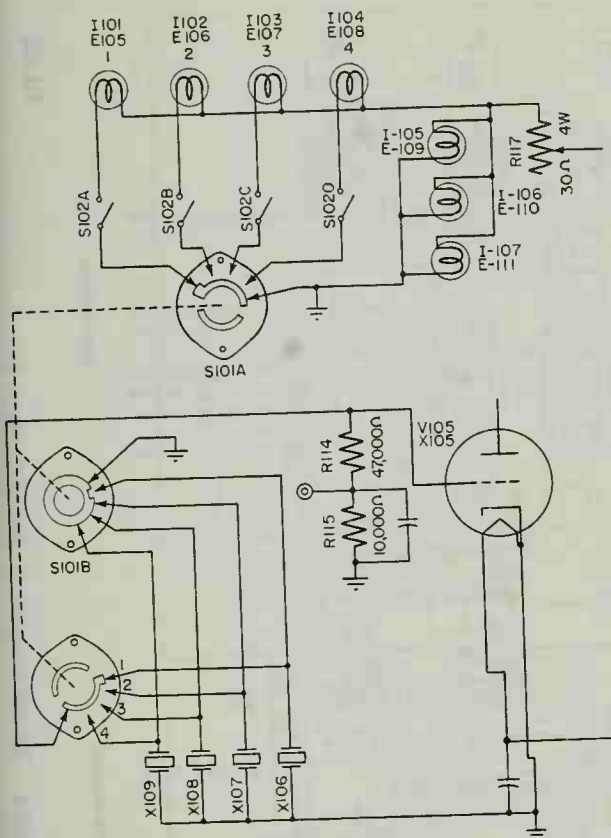 I101
E105
1
I102
E106
2
I103
E107
3
I104
E108
4
I-105
E-109
I-106
E-110
I-107
E-111
R117
30Ω
4W
S102A
S102B
S102C
S1020
S101A
V105
X105
R114
47,000Ω
R115
10,000Ω
S101B
1
2
3
4
X109
X108
X107
X106